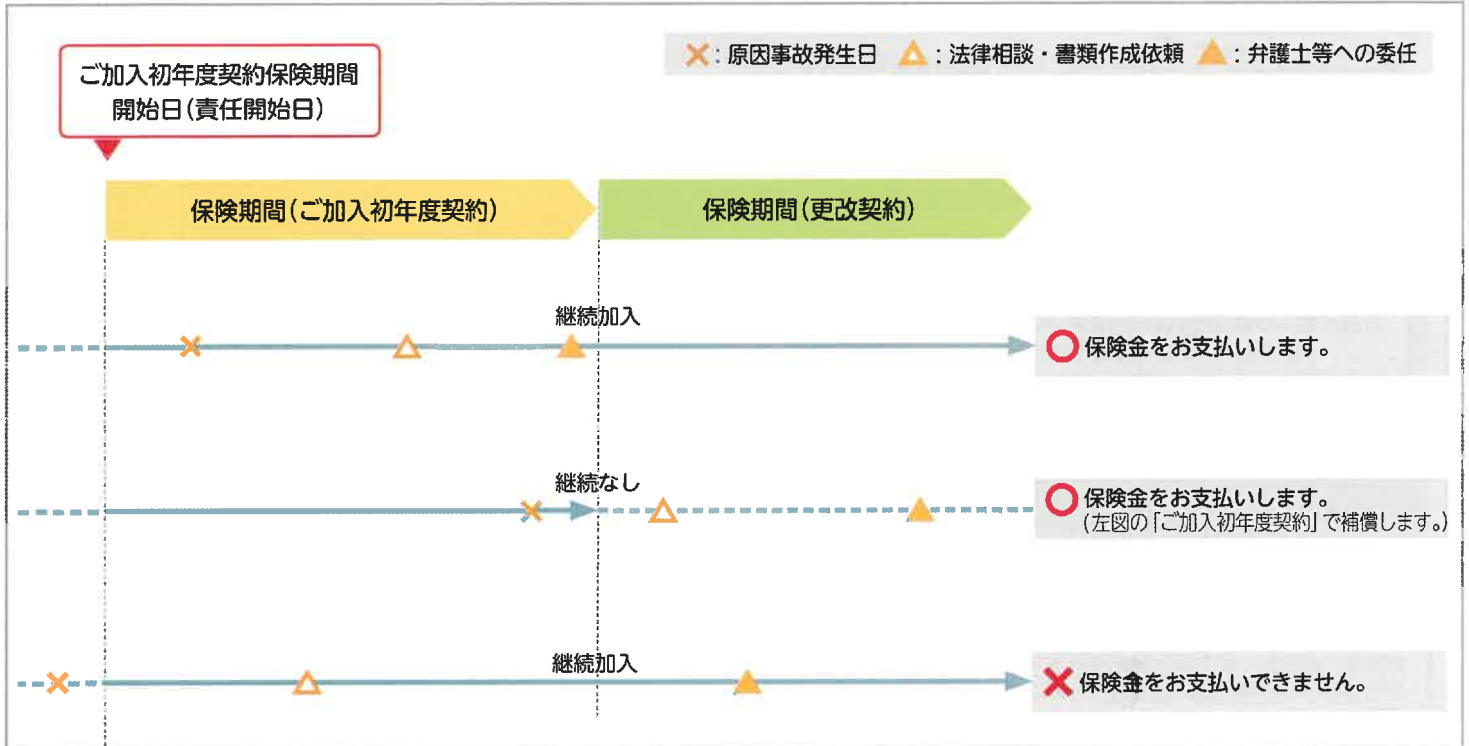 ご加入初年度契約保険期間
開始日(責任開始日)
×：原因事故発生日 △：法律相談・書類作成依頼 ▲：弁護士等への委任
保険期間(ご加入初年度契約)
保険期間(更改契約)
継続加入
○ 保険金をお支払いします。
継続なし
○ 保険金をお支払いします。
(左図の「ご加入初年度契約」で補償します。)
継続加入
× 保険金をお支払いできません。